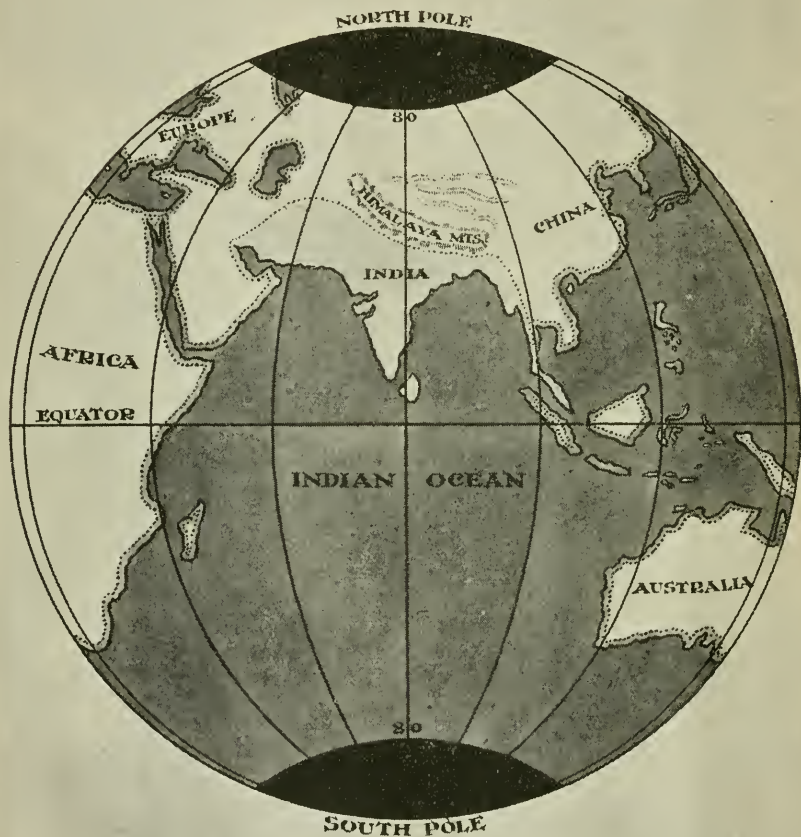 NORTH POLE
80
EUROPE
HIMALAYA MTS.
CHINA
INDIA
AFRICA
EQUATOR
INDIAN OCEAN
AUSTRALIA
80
SOUTH POLE